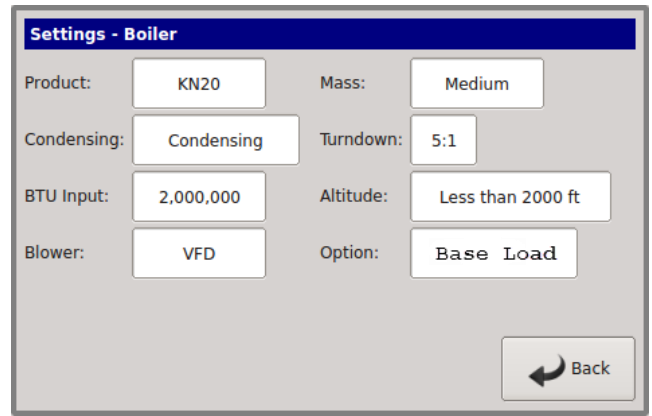 Settings - Boiler
Product: KN20 Mass: Medium
Condensing: Condensing Turndown: 5:1
BTU Input: 2,000,000 Altitude: Less than 2000 ft
Blower: VFD Option: Base Load
Back